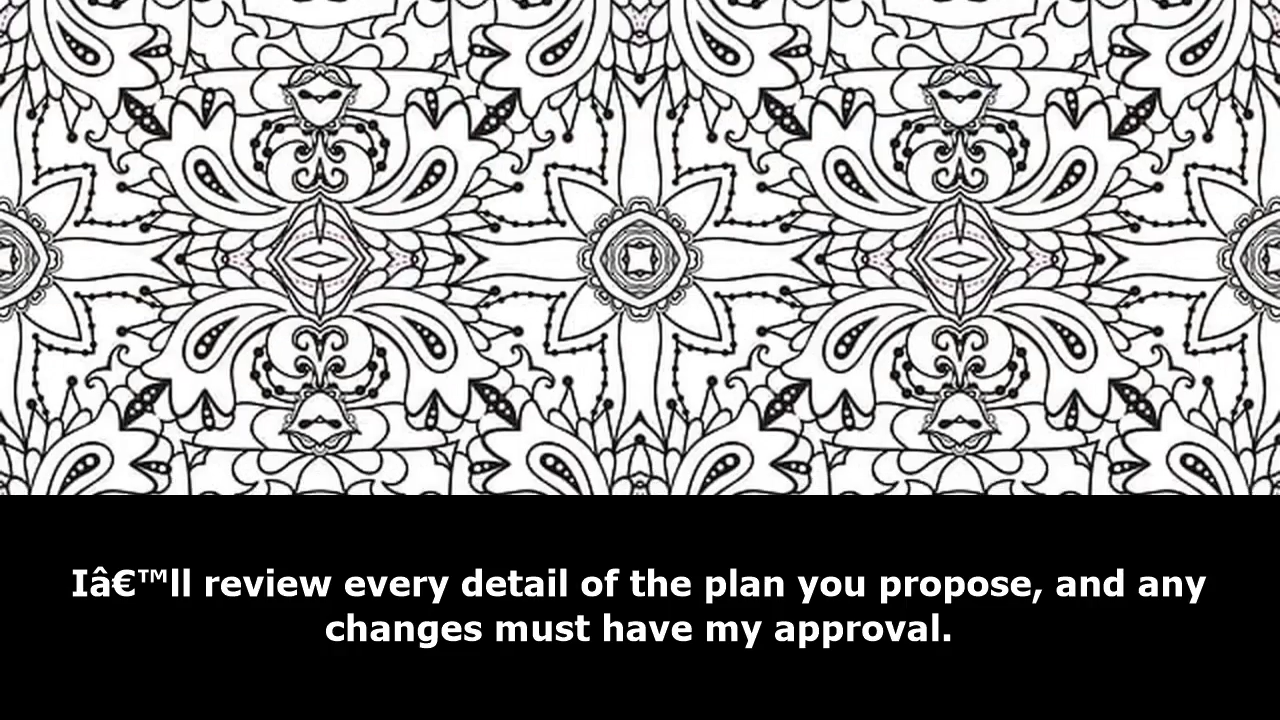 Iâ€™ll review every detail of the plan you propose, and any
changes must have my approval.